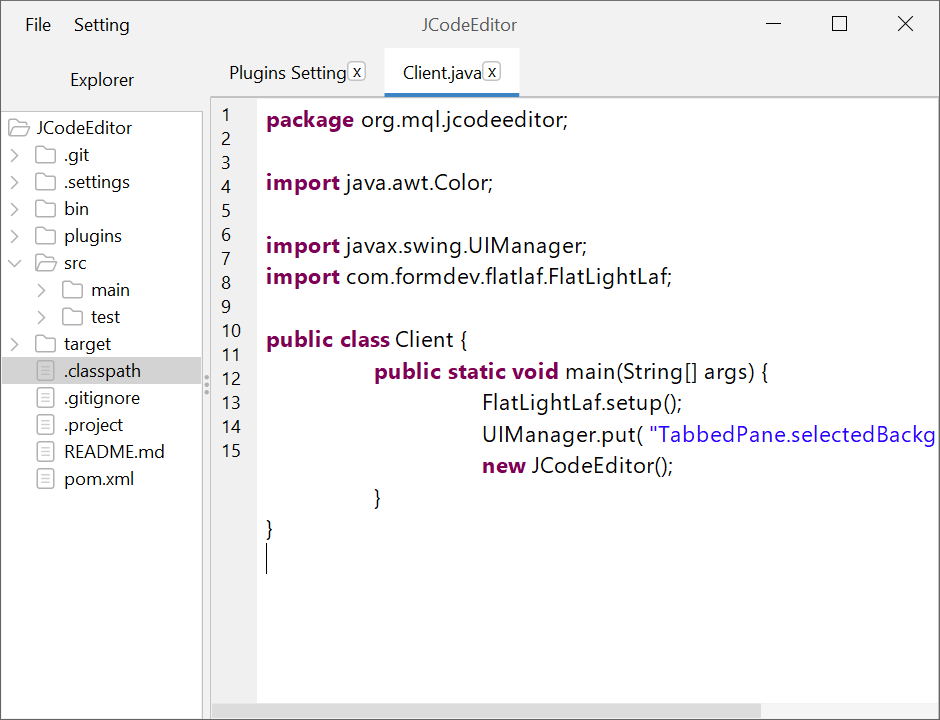 File Setting JCodeEditor
Explorer
Plugins Setting x Client.java x
JCodeEditor
.git
.settings
bin
plugins
src
main
test
target
.classpath
.gitignore
.project
README.md
pom.xml
1
2
3
4
5
6
7
8
9
10
11
12
13
14
15
package org.mql.jcodeeditor;
import java.awt.Color;
import javax.swing.UIManager;
import com.formdev.flatlaf.FlatLightLaf;
public class Client {
public static void main(String[] args) {
FlatLightLaf.setup();
UIManager.put( "TabbedPane.selectedBackg
new JCodeEditor();
}
}